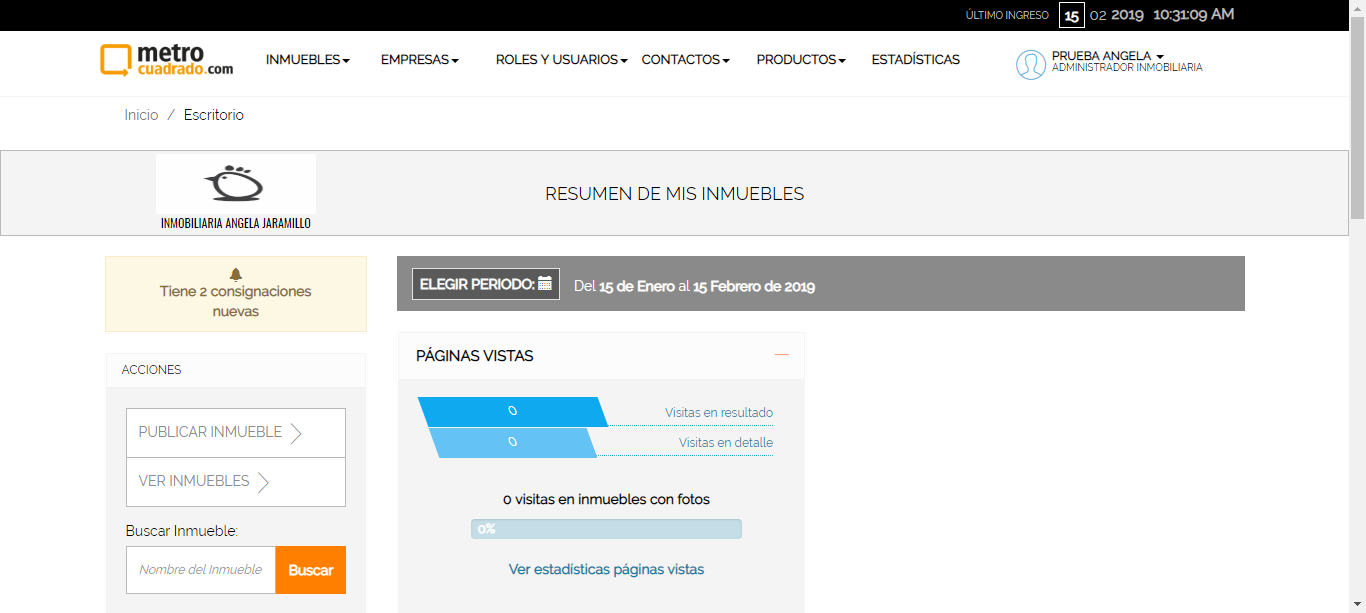 ÚLTIMO INGRESO 15 02 2019 10:31:09 AM
metro
cuadrado.com
INMUEBLES EMPRESAS ROLES Y USUARIOS CONTACTOS PRODUCTOS ESTADÍSTICAS
PRUEBA ANGELA
ADMINISTRADOR INMOBILIARIA
Inicio / Escritorio
INMOBILIARIA ANGELA JARAMILLO
RESUMEN DE MIS INMUEBLES
Tiene 2 consignaciones
nuevas
ELEGIR PERIODO: Del 15 de Enero al 15 Febrero de 2019
ACCIONES
PUBLICAR INMUEBLE
VER INMUEBLES
Buscar Inmueble:
Nombre del Inmueble Buscar
PÁGINAS VISTAS
0 Visitas en resultado
0 Visitas en detalle
0 visitas en inmuebles con fotos
0%
Ver estadísticas páginas vistas